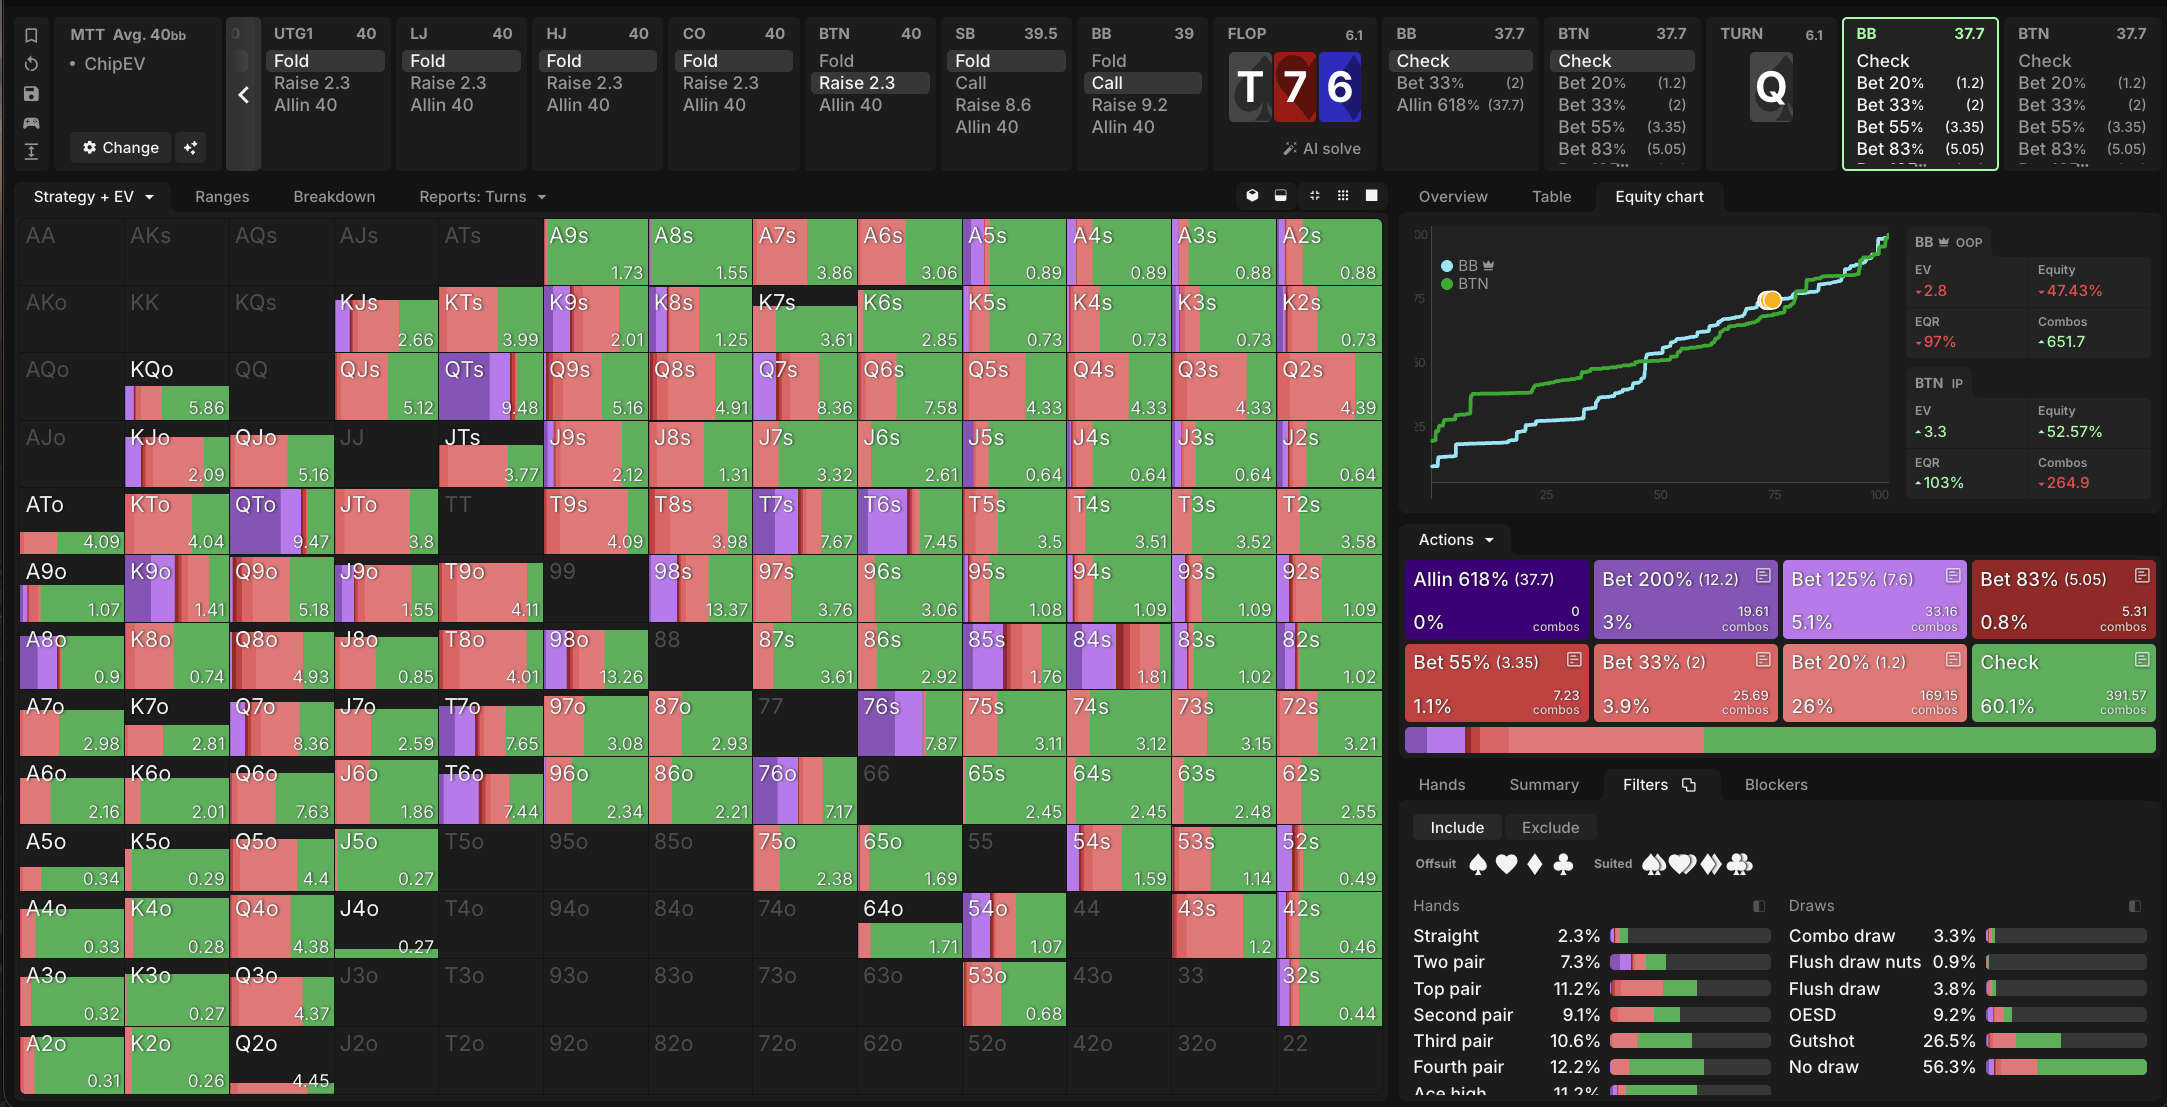 MTT Avg. 40bb
• ChipEV
Change
0
UTG1 40
Fold
Raise 2.3
Allin 40
LJ 40
Fold
Raise 2.3
Allin 40
HJ 40
Fold
Raise 2.3
Allin 40
CO 40
Fold
Raise 2.3
Allin 40
BTN 40
Fold
Raise 2.3
Allin 40
SB 39.5
Fold
Call
Raise 8.6
Allin 40
BB 39
Fold
Call
Raise 9.2
Allin 40
FLOP 6.1
T 7 6
AI solve
BB 37.7
Check
Bet 33% (2)
Allin 618% (37.7)
BTN 37.7
Check
Bet 20% (1.2)
Bet 33% (2)
Bet 55% (3.35)
Bet 83% (5.05)
TURN 6.1
Q
BB 37.7
Check
Bet 20% (1.2)
Bet 33% (2)
Bet 55% (3.35)
Bet 83% (5.05)
BTN 37.7
Check
Bet 20% (1.2)
Bet 33% (2)
Bet 55% (3.35)
Bet 83% (5.05)
Strategy + EV Ranges Breakdown Reports: Turns
AA AKs AQs AJs ATs A9s A8s A7s A6s A5s A4s A3s A2s
1.73 1.55 3.86 3.06 0.89 0.89 0.88 0.88
AKo KK KQs KJs KTs K9s K8s K7s K6s K5s K4s K3s K2s
2.66 3.99 2.01 1.25 3.61 2.85 0.73 0.73 0.73 0.73
AQo KQo QQ QJs QTs Q9s Q8s Q7s Q6s Q5s Q4s Q3s Q2s
5.86 5.12 9.48 5.16 4.91 8.36 7.58 4.33 4.33 4.33 4.39
AJo KJo QJo JJ JTs J9s J8s J7s J6s J5s J4s J3s J2s
2.09 5.16 3.77 2.12 1.31 3.32 2.61 0.64 0.64 0.64 0.64
ATo KTo QTo JTo TT T9s T8s T7s T6s T5s T4s T3s T2s
4.09 4.04 9.47 3.8 4.09 3.98 7.67 7.45 3.5 3.51 3.52 3.58
A9o K9o Q9o J9o T9o 99 98s 97s 96s 95s 94s 93s 92s
1.07 1.41 5.18 1.55 4.11 13.37 3.76 3.06 1.08 1.09 1.09 1.09
A8o K8o Q8o J8o T8o 98o 88 87s 86s 85s 84s 83s 82s
0.9 0.74 4.93 0.85 4.01 13.26 3.61 2.92 1.76 1.81 1.02 1.02
A7o K7o Q7o J7o T7o 97o 87o 77 76s 75s 74s 73s 72s
2.98 2.81 8.36 2.59 7.65 3.08 2.93 7.87 3.11 3.12 3.15 3.21
A6o K6o Q6o J6o T6o 96o 86o 76o 66 65s 64s 63s 62s
2.16 2.01 7.63 1.86 7.44 2.34 2.21 7.17 2.45 2.45 2.48 2.55
A5o K5o Q5o J5o T5o 95o 85o 75o 65o 55 54s 53s 52s
0.34 0.29 4.4 0.27 2.38 1.69 1.59 1.14 0.49
A4o K4o Q4o J4o T4o 94o 84o 74o 64o 54o 44 43s 42s
0.33 0.28 4.38 0.27 1.71 1.07 1.2 0.46
A3o K3o Q3o J3o T3o 93o 83o 73o 63o 53o 43o 33 32s
0.32 0.27 4.37 0.68 0.44
A2o K2o Q2o J2o T2o 92o 82o 72o 62o 52o 42o 32o 22
0.31 0.26 4.45
Overview Table Equity chart
00
75
50
25
BB
BTN
25 50 75 100
BB OOP
EV Equity
2.8 47.43%
EQR Combos
97% 651.7
BTN IP
EV Equity
3.3 52.57%
EQR Combos
103% 264.9
Actions
Allin 618% (37.7)
0% 0 combos
Bet 200% (12.2)
3% 19.61 combos
Bet 125% (7.6)
5.1% 33.16 combos
Bet 83% (5.05)
0.8% 5.31 combos
Bet 55% (3.35)
1.1% 7.23 combos
Bet 33% (2)
3.9% 25.69 combos
Bet 20% (1.2)
26% 169.15 combos
Check
60.1% 391.57 combos
Hands Summary Filters Blockers
Include Exclude
Offsuit Suited
Hands
Straight 2.3%
Two pair 7.3%
Top pair 11.2%
Second pair 9.1%
Third pair 10.6%
Fourth pair 12.2%
Ace high 11.2%
Draws
Combo draw 3.3%
Flush draw nuts 0.9%
Flush draw 3.8%
OESD 9.2%
Gutshot 26.5%
No draw 56.3%